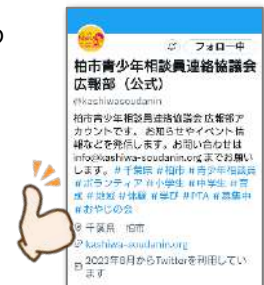 の
フォロー中
柏市青少年相談員連絡協議会
広報部（公式）
@kashiwasoudanin
柏市青少年相談員連絡協議会広報部ア
カウントです。お知らせやイベント情
報などを発信します。お問い合わせは
info@kashiwa-soudanin.orgまでお願い
します。#千葉県 #柏市 #青少年相談員
#ボランティア #小学生 #中学生 #育
成 #地域 #体験 #学び #PTA #募集中
#おやじの会
千葉県 柏市
kashiwa-soudanin.org
2023年8月からTwitterを利用してい
ます